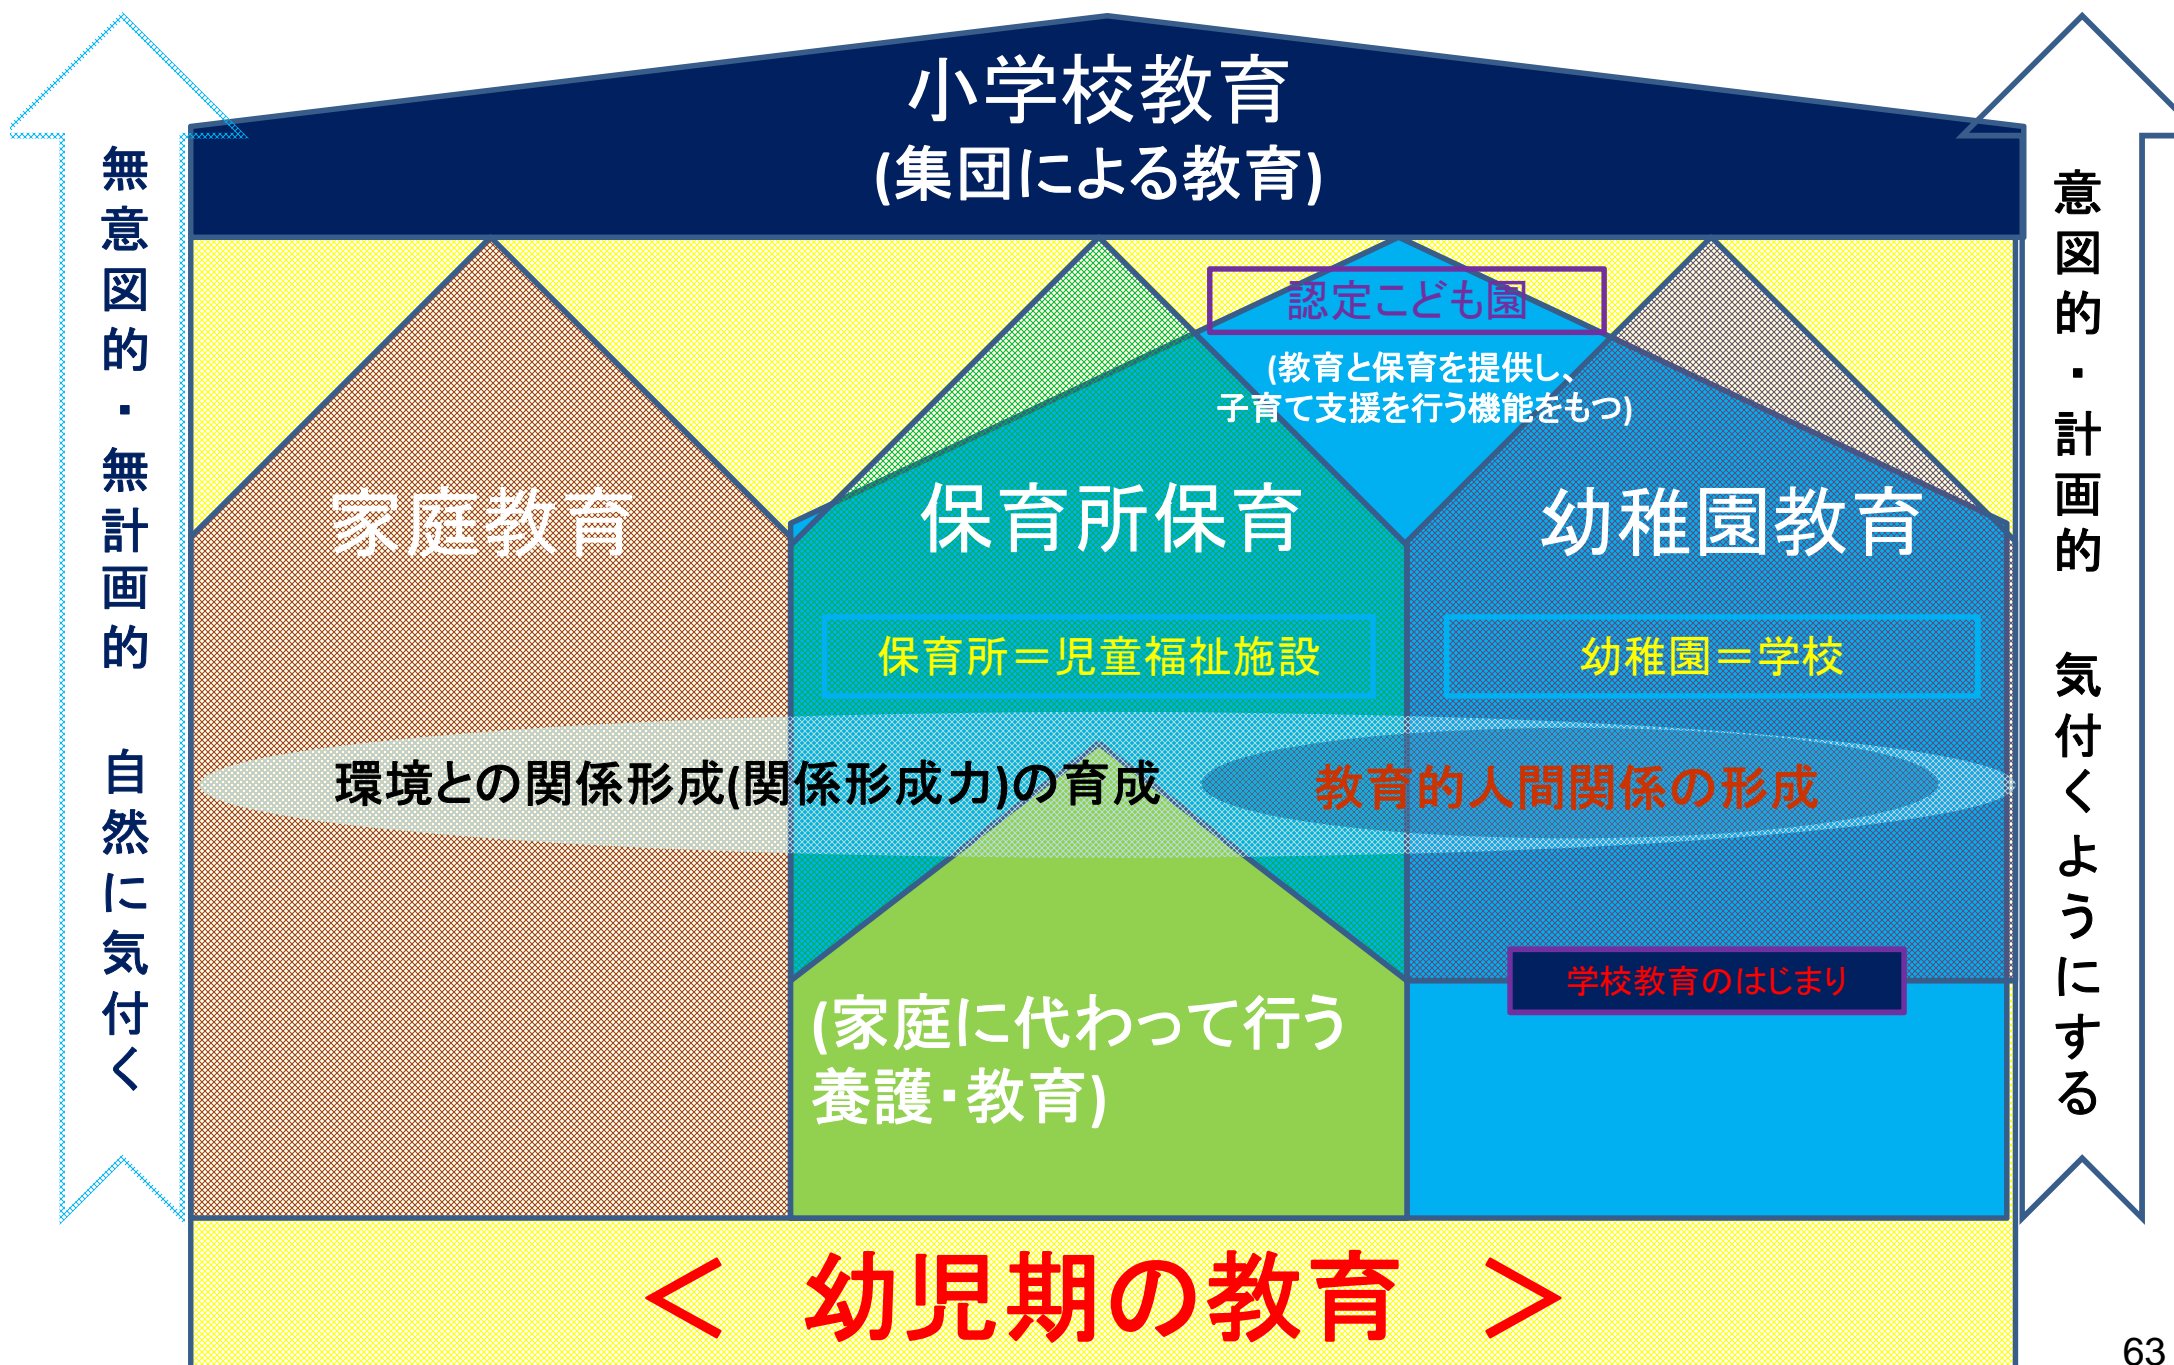 小学校教育
(集団による教育)
無意図的・無計画的 自然に気付く
意図的・計画的 気付くようにする
認定こども園
(教育と保育を提供し、
子育て支援を行う機能をもつ)
家庭教育
保育所保育
幼稚園教育
保育所＝児童福祉施設
幼稚園＝学校
環境との関係形成(関係形成力)の育成
教育的人間関係の形成
学校教育のはじまり
(家庭に代わって行う
養護・教育)
＜ 幼児期の教育 ＞
63